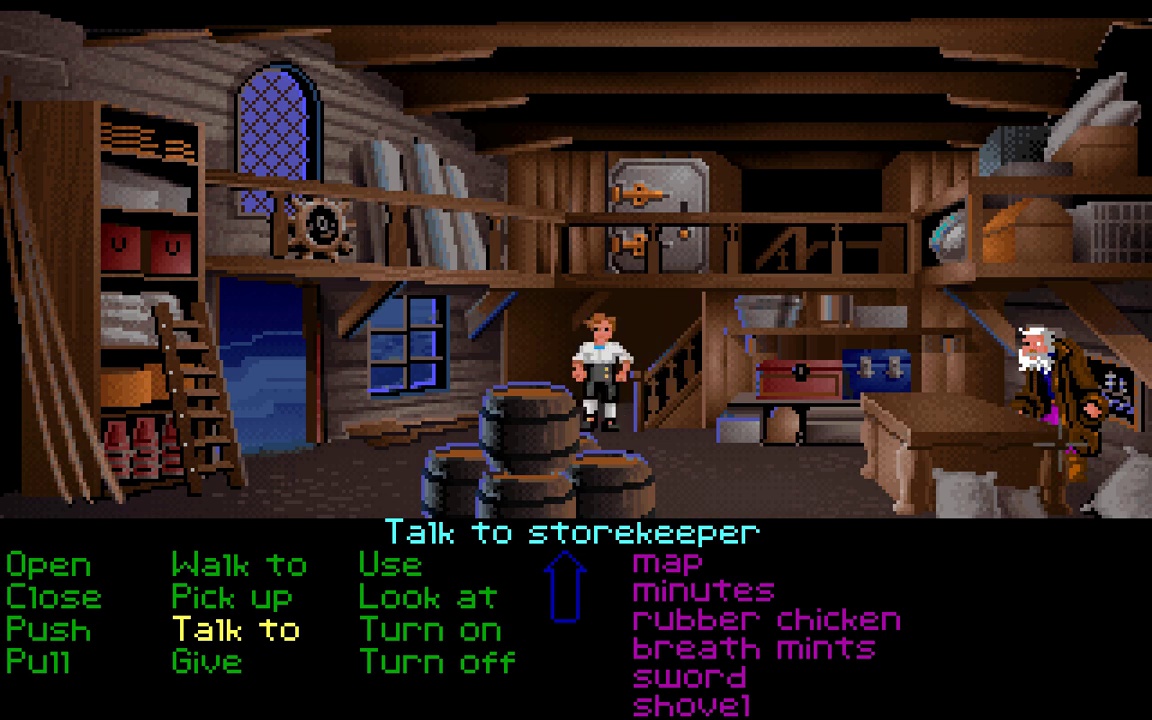 Talk to storekeeper
Open Walk to Use
Close Pick up Look at
Push Talk to Turn on
Pull Give Turn off
map
minutes
rubber chicken
breath mints
sword
shovel